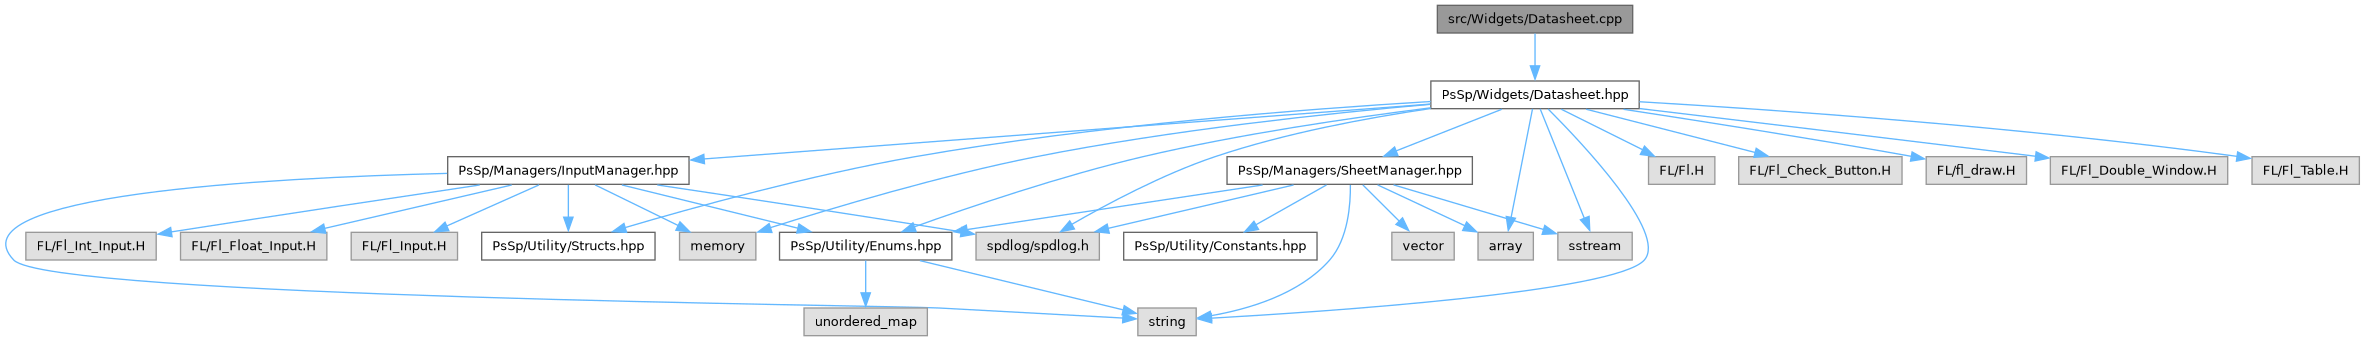 src/Widgets/Datasheet.cpp
PsSp/Widgets/Datasheet.hpp
PsSp/Managers/InputManager.hpp
PsSp/Managers/SheetManager.hpp
FL/Fl.H
FL/Fl_Check_Button.H
FL/fl_draw.H
FL/Fl_Double_Window.H
FL/Fl_Table.H
FL/Fl_Int_Input.H
FL/Fl_Float_Input.H
FL/Fl_Input.H
PsSp/Utility/Structs.hpp
memory
PsSp/Utility/Enums.hpp
spdlog/spdlog.h
PsSp/Utility/Constants.hpp
vector
array
sstream
unordered_map
string